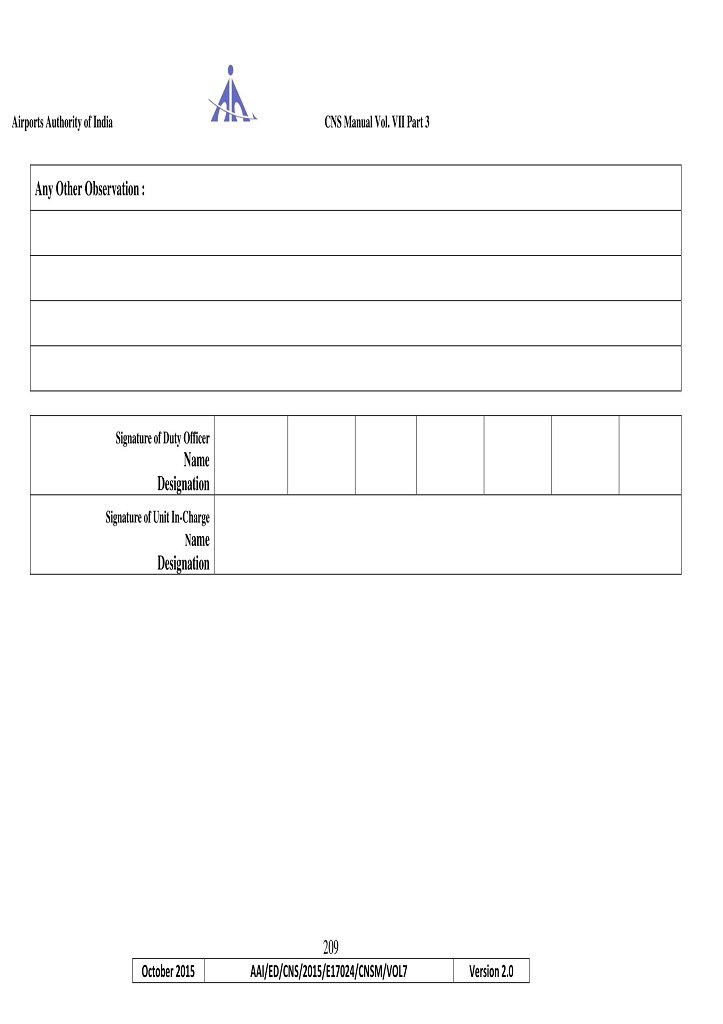 Airports Authority of India
CNS Manual Vol. VII Part 3
Any Other Observation :
Signature of Duty Officer
Name
Designation
Signature of Unit In-Charge
Name
Designation
209
October 2015
AAI/ED/CNS/2015/E17024/CNSM/VOL7
Version 2.0